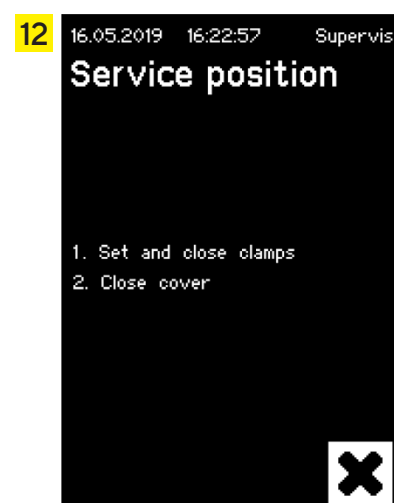 12
16.05.2019 16:22:57 Supervis
Service position
1. Set and close clamps
2. Close cover